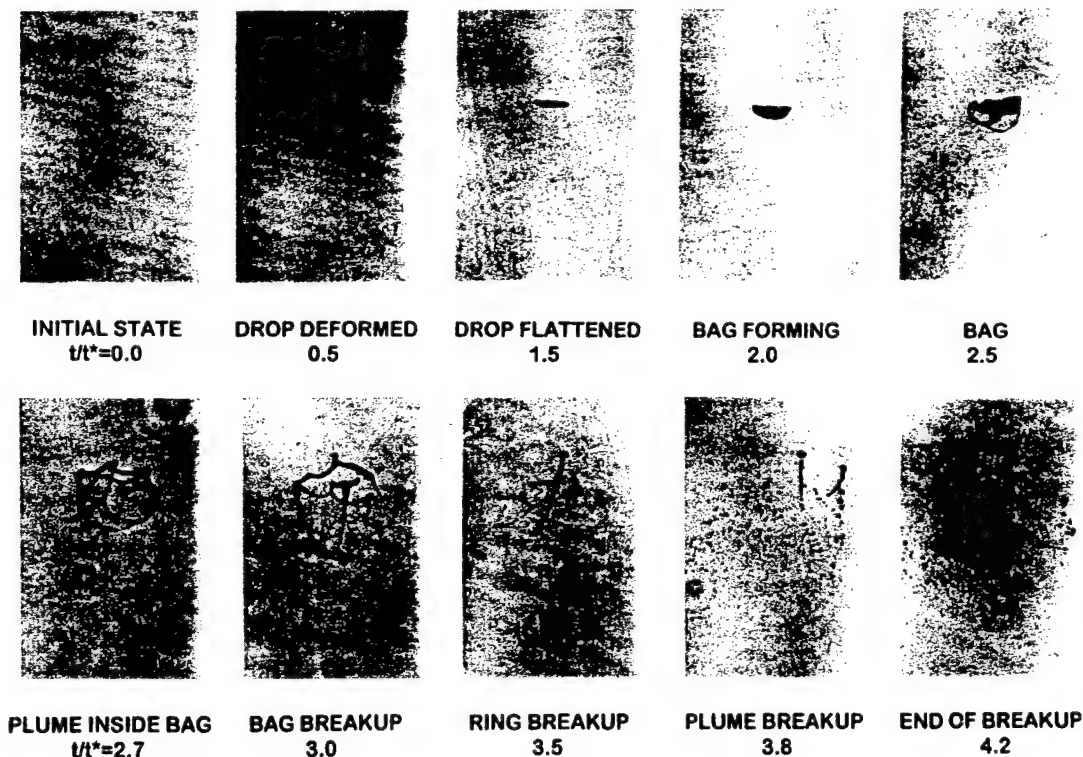 INITIAL STATE
t/t*=0.0
DROP DEFORMED
0.5
DROP FLATTENED
1.5
BAG FORMING
2.0
BAG
2.5
PLUME INSIDE BAG
t/t*=2.7
BAG BREAKUP
3.0
RING BREAKUP
3.5
PLUME BREAKUP
3.8
END OF BREAKUP
4.2